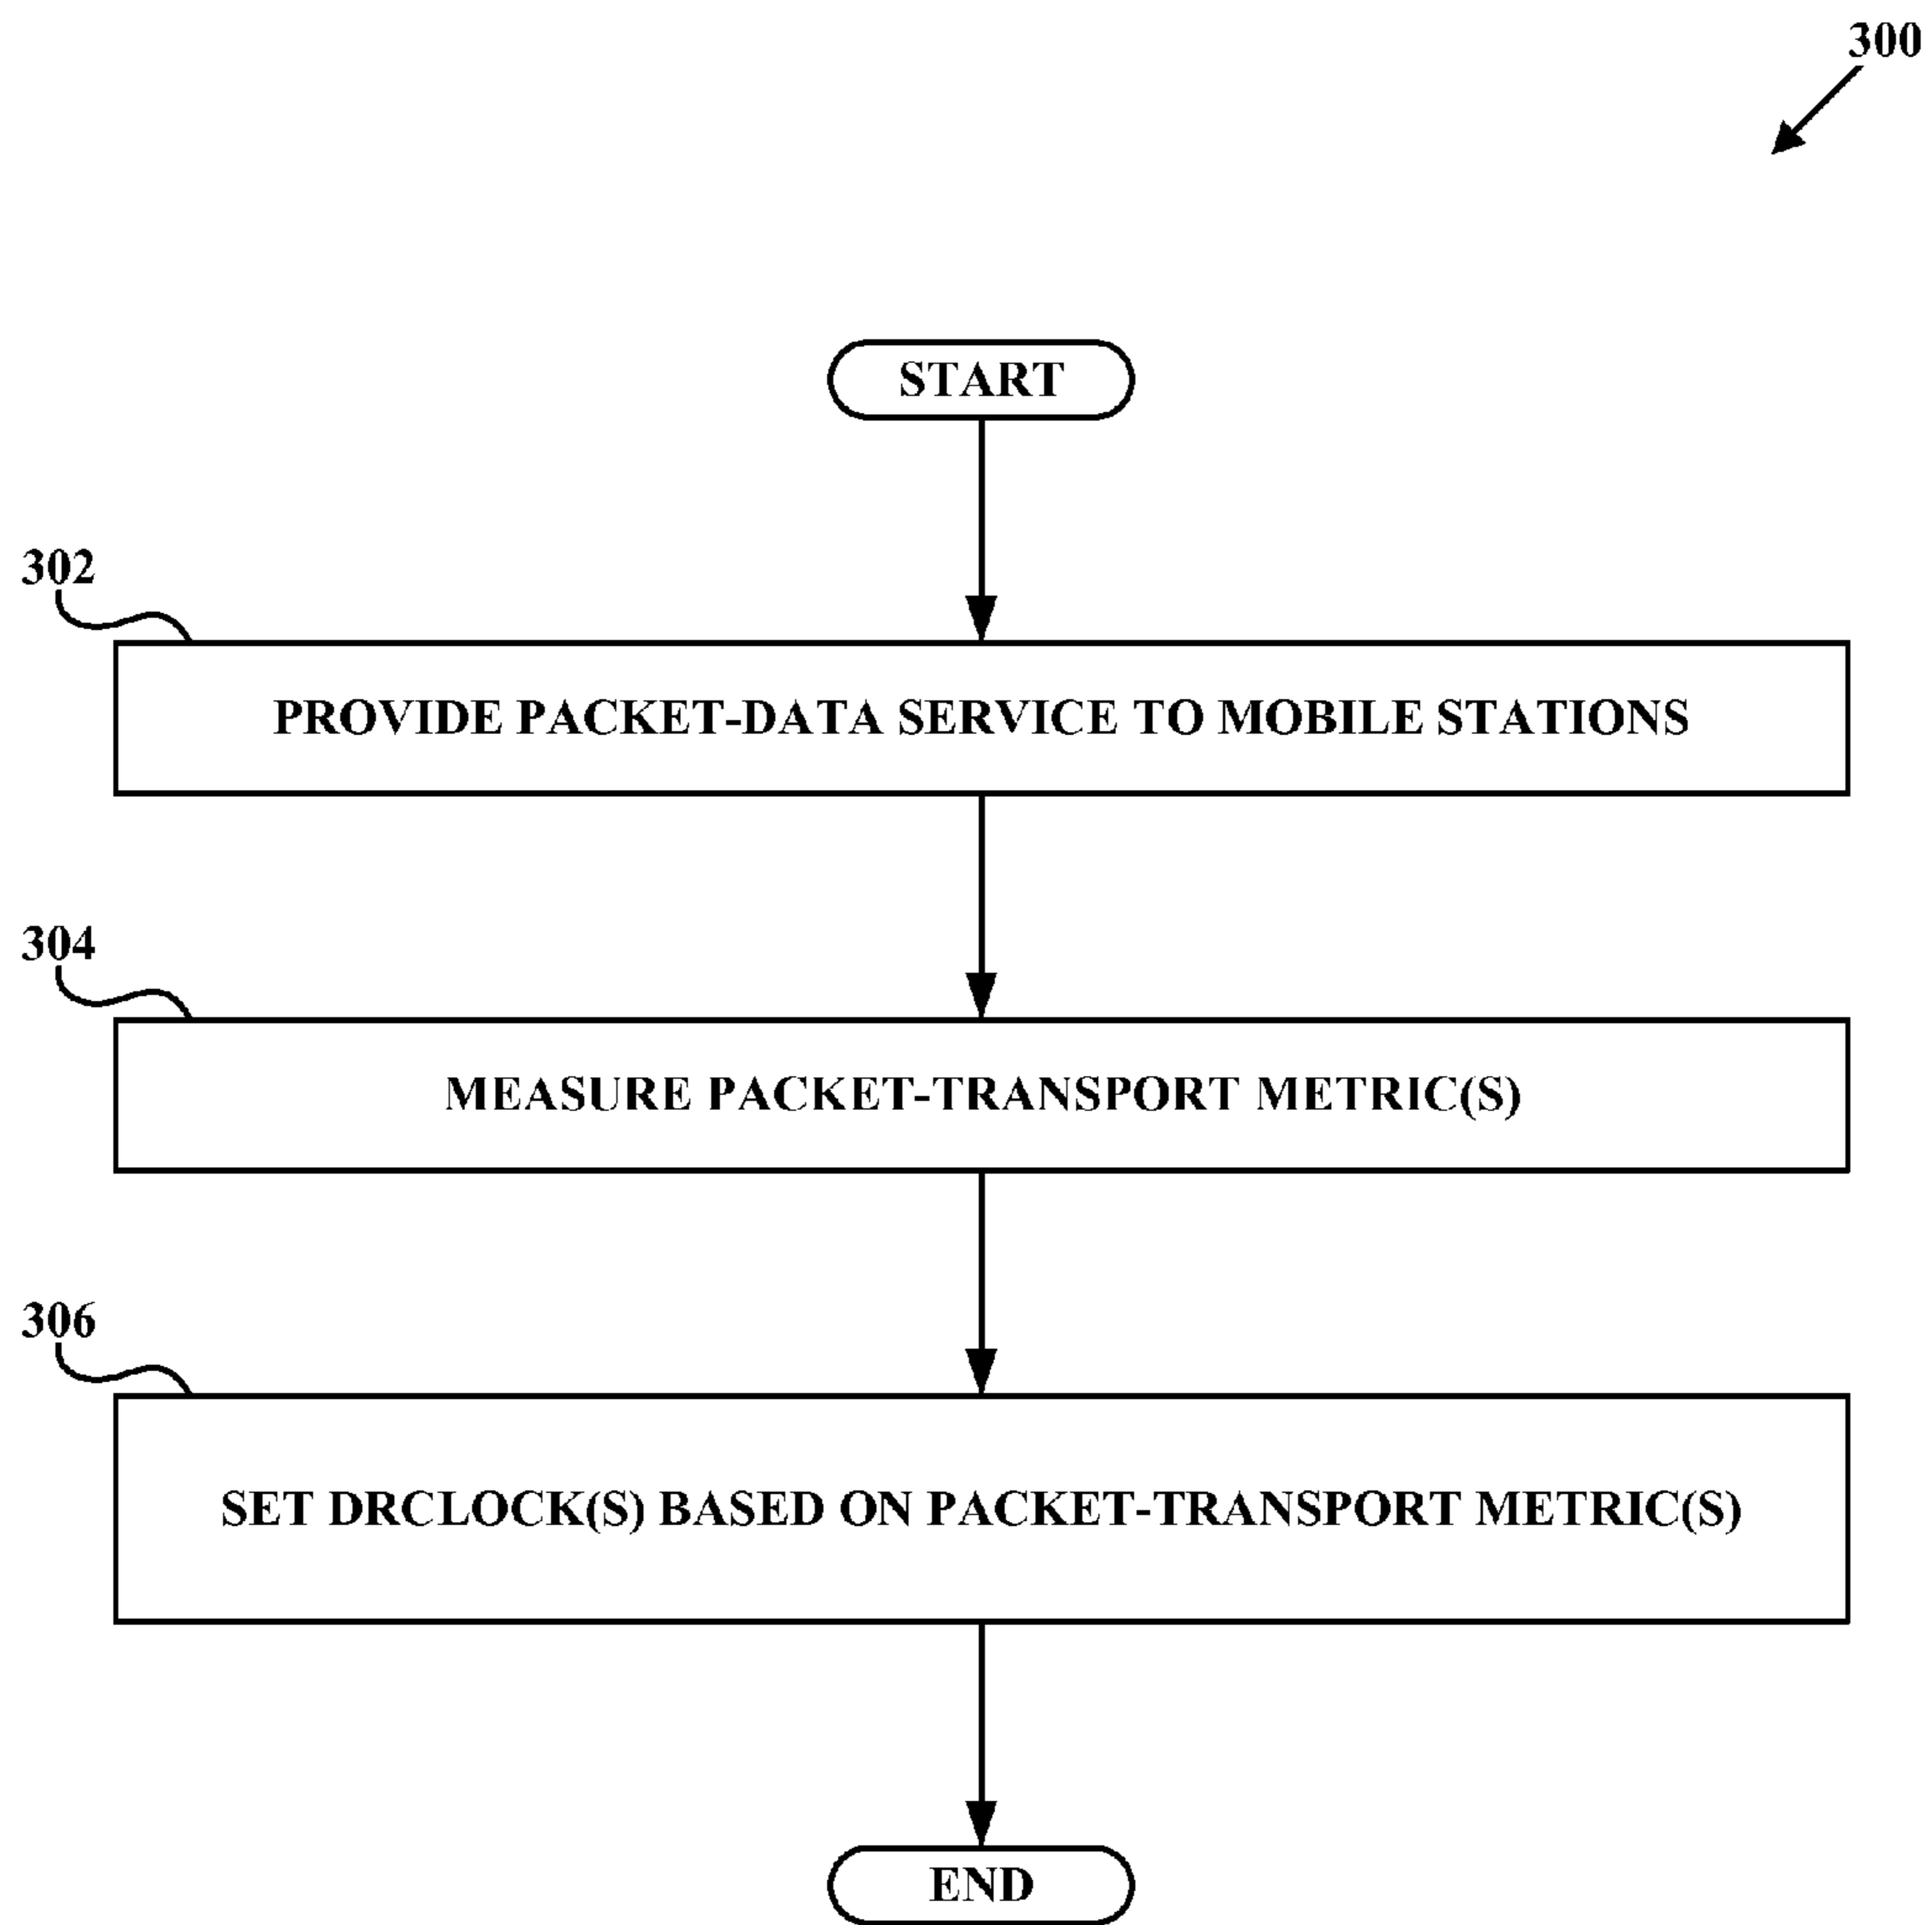 300
START
302
PROVIDE PACKET-DATA SERVICE TO MOBILE STATIONS
304
MEASURE PACKET-TRANSPORT METRIC(S)
306
SET DRCLOCK(S) BASED ON PACKET-TRANSPORT METRIC(S)
END